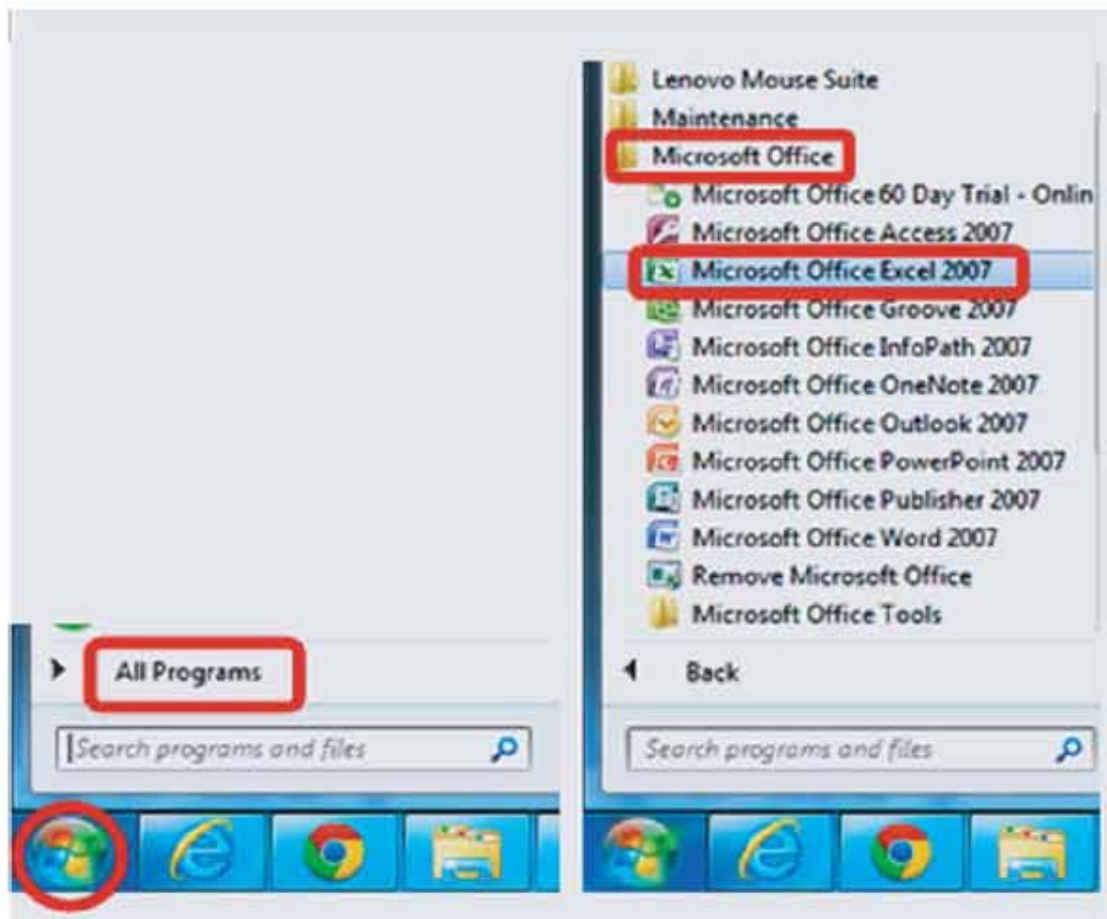 All Programs
Search programs and files
Lenovo Mouse Suite
Maintenance
Microsoft Office
Microsoft Office 60 Day Trial - Onlin
Microsoft Office Access 2007
Microsoft Office Excel 2007
Microsoft Office Groove 2007
Microsoft Office InfoPath 2007
Microsoft Office OneNote 2007
Microsoft Office Outlook 2007
Microsoft Office PowerPoint 2007
Microsoft Office Publisher 2007
Microsoft Office Word 2007
Remove Microsoft Office
Microsoft Office Tools
Back
Search programs and files